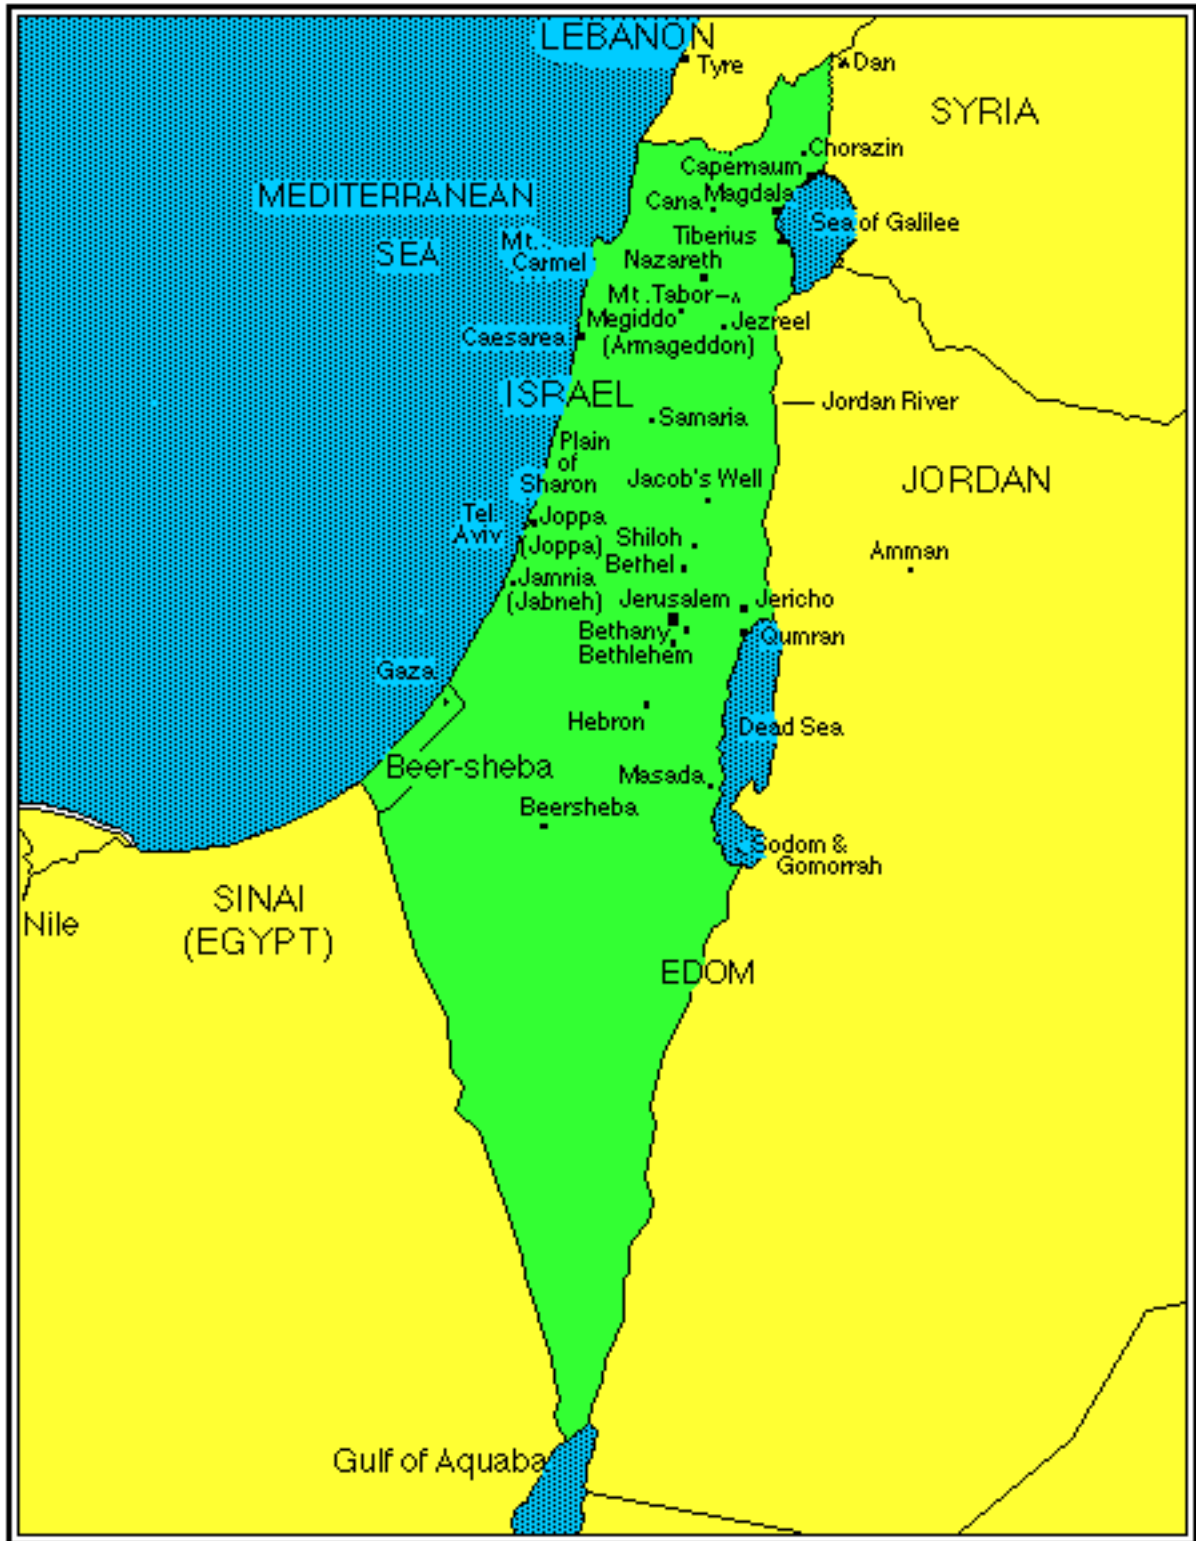 LEBANON
Tyre
Dan
SYRIA
Chorazin
Capernaum
MEDITERRANEAN
SEA
Cana
Magdala
Sea of Galilee
Tiberius
Mt.
Carmel
Nazareth
Mt. Tabor
Megiddo
(Armageddon)
Jezreel
Caesarea
ISRAEL
Jordan River
Samaria
Plain
of
Sharon
Jacob's Well
JORDAN
Tel
Aviv
Joppa
(Joppa)
Shiloh
Amman
Bethel
Jamnia
(Jabneh)
Jerusalem
Jericho
Bethany
Qumran
Bethlehem
Gaza
Hebron
Dead Sea
Beer-sheba
Masada
Beersheba
Sodom &
Gomorrah
SINAI
(EGYPT)
Nile
EDOM
Gulf of Aquaba